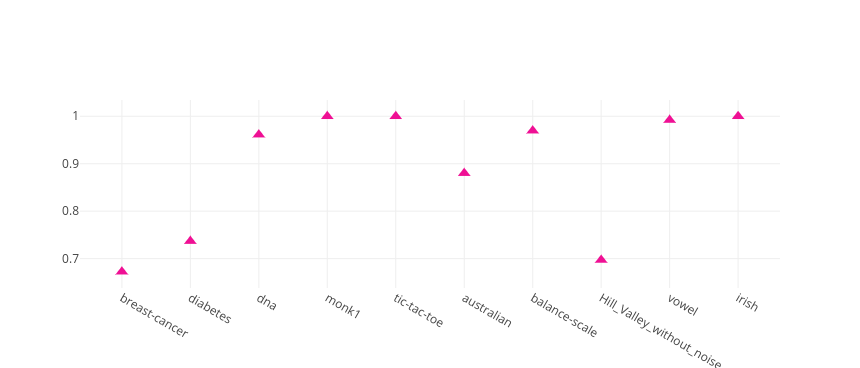 1
0.9
0.8
0.7
breast-cancer
diabetes
dna
monk1
tic-tac-toe
australian
balance-scale
Hill_Valley_without_noise
vowel
irish